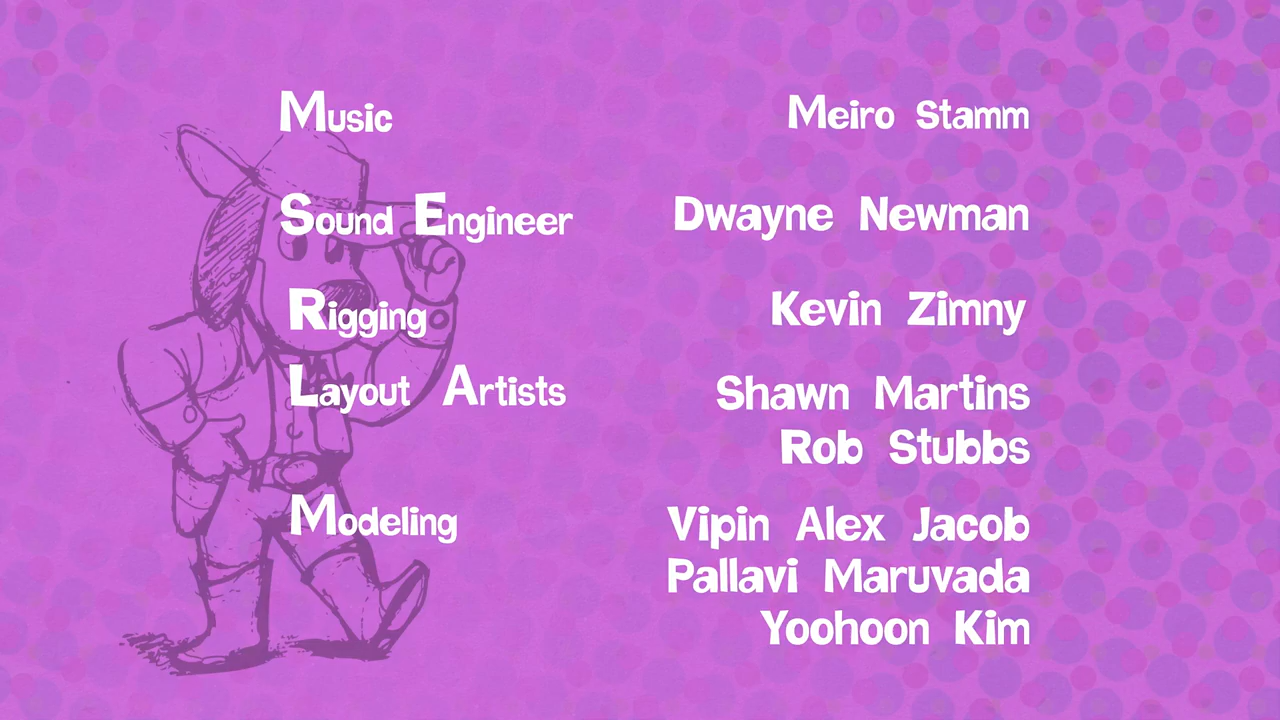 Music Meiro Stamm
Sound Engineer Dwayne Newman
Rigging Kevin Zimny
Layout Artists Shawn Martins
Rob Stubbs
Modeling Vipin Alex Jacob
Pallavi Maruvada
Yoohoon Kim